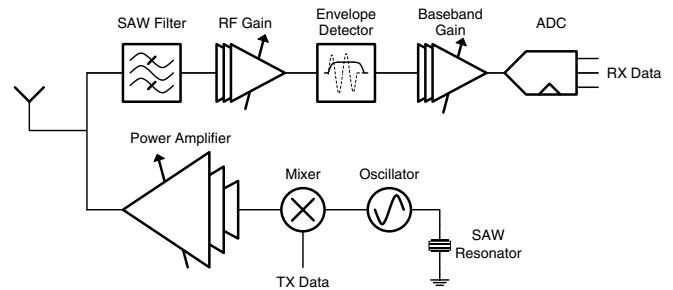 SAW Filter
RF Gain
Envelope
Detector
Baseband
Gain
ADC
RX Data
Power Amplifier
Mixer
Oscillator
SAW
Resonator
TX Data